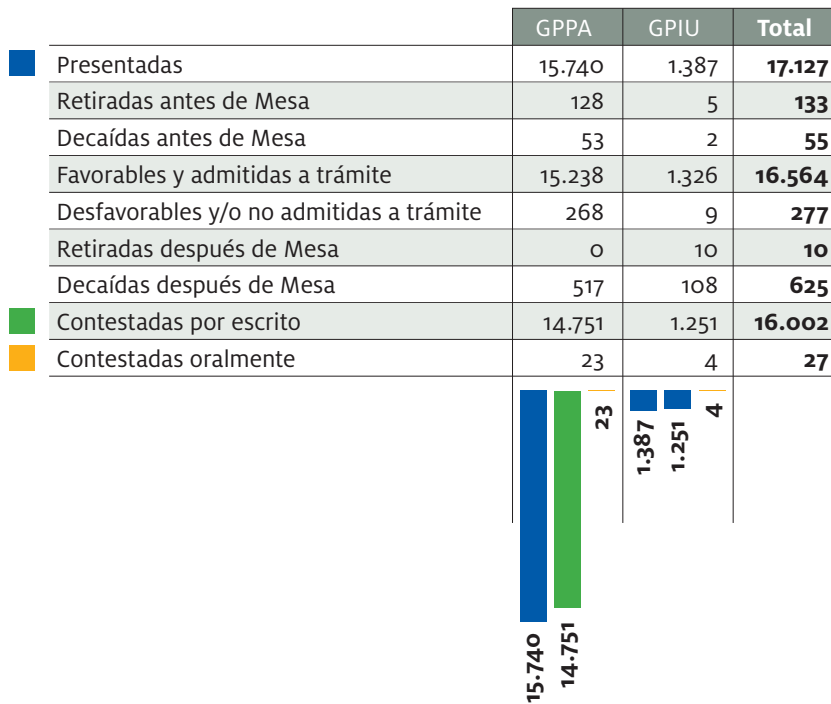 GPPA GPIU Total
Presentadas 15.740 1.387 17.127
Retiradas antes de Mesa 128 5 133
Decaídas antes de Mesa 53 2 55
Favorables y admitidas a trámite 15.238 1.326 16.564
Desfavorables y/o no admitidas a trámite 268 9 277
Retiradas después de Mesa 0 10 10
Decaídas después de Mesa 517 108 625
Contestadas por escrito 14.751 1.251 16.002
Contestadas oralmente 23 4 27
15.740
14.751
23
1.387
1.251
4